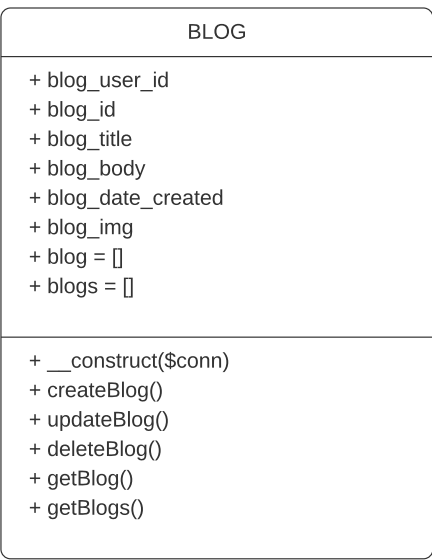 BLOG
+ blog_user_id
+ blog_id
+ blog_title
+ blog_body
+ blog_date_created
+ blog_img
+ blog = []
+ blogs = []
+ __construct($conn)
+ createBlog()
+ updateBlog()
+ deleteBlog()
+ getBlog()
+ getBlogs()